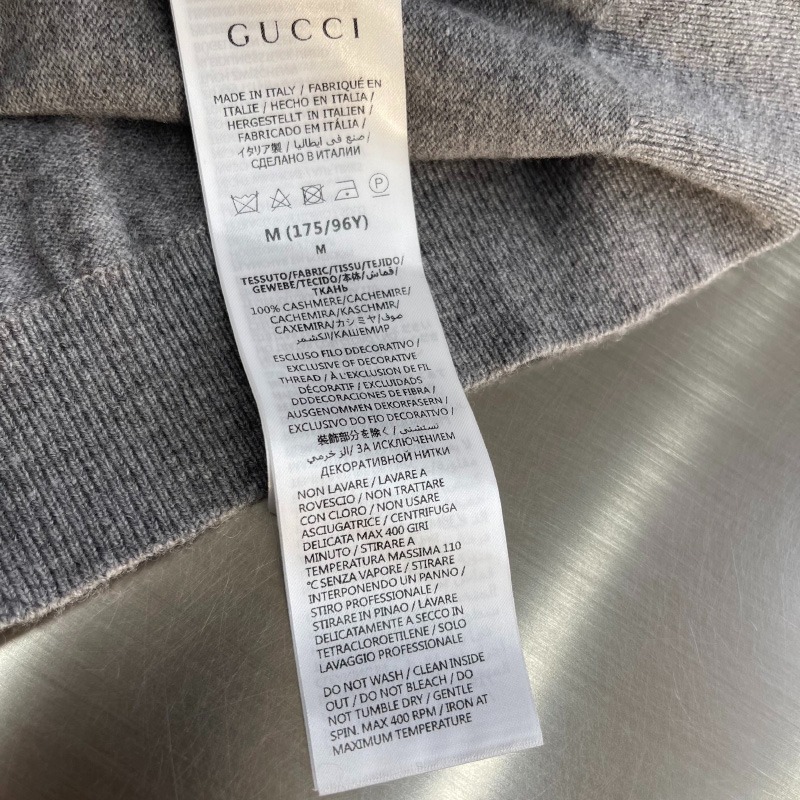 GUCCI
MADE IN ITALY / FABRIQUÉ EN
ITALIE / HECHO EN ITALIA /
HERGESTELLT IN ITALIEN /
FABRICADO EM ITÁLIA /
イタリア製 / صنع في ايطاليا /
СДЕЛАНО В ИТАЛИИ
P
M (175/96Y)
M
TESSUTO/FABRIC/TISSU/TEJIDO/
GEWEBE/TECIDO/本体/قماش/
ТКАНЬ
100% CASHMERE/CACHEMIRE/
CACHEMIRA/KASCHMIR/
CAXEMIRA/カシミヤ/صوف
الكشمير/КАШЕМИР
ESCLUSO FILO DDECORATIVO /
EXCLUSIVE OF DECORATIVE
THREAD / À L'EXCLUSION DE FIL
DÉCORATIF / EXCLUIDADS
DDDECORACIONES DE FIBRA /
AUSGENOMMEN DEKORFASERN /
EXCLUSIVO DO FIO DECORATIVO /
装飾部分を除く / تستثنى
الزخرمي / ЗА ИСКЛЮЧЕНИЕМ
ДЕКОРАТИВНОЙ НИТКИ
NON LAVARE / LAVARE A
ROVESCIO / NON TRATTARE
CON CLORO / NON USARE
ASCIUGATRICE / CENTRIFUGA
DELICATA MAX 400 GIRI
MINUTO / STIRARE A
TEMPERATURA MASSIMA 110
°C SENZA VAPORE / STIRARE
INTERPONENDO UN PANNO /
STIRO PROFESSIONALE /
STIRARE IN PINAO / LAVARE
DELICATAMENTE A SECCO IN
TETRACLOROETILENE / SOLO
LAVAGGIO PROFESSIONALE
DO NOT WASH / CLEAN INSIDE
OUT / DO NOT BLEACH / DO
NOT TUMBLE DRY / GENTLE
SPIN. MAX 400 RPM / IRON AT
MAXIMUM TEMPERATURE